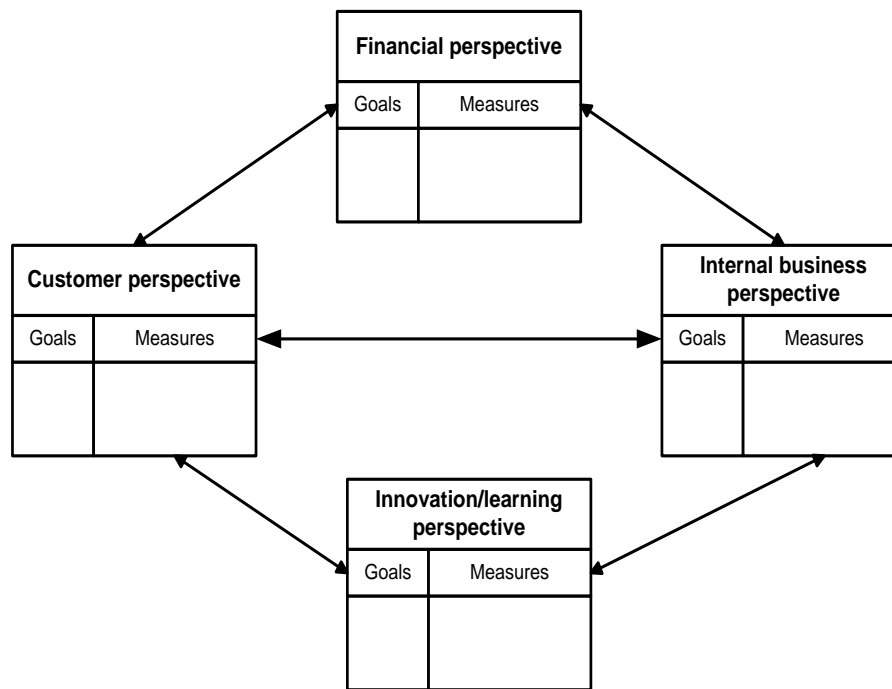 Financial perspective
Goals Measures
Customer perspective
Goals Measures
Internal business
perspective
Goals Measures
Innovation/learning
perspective
Goals Measures